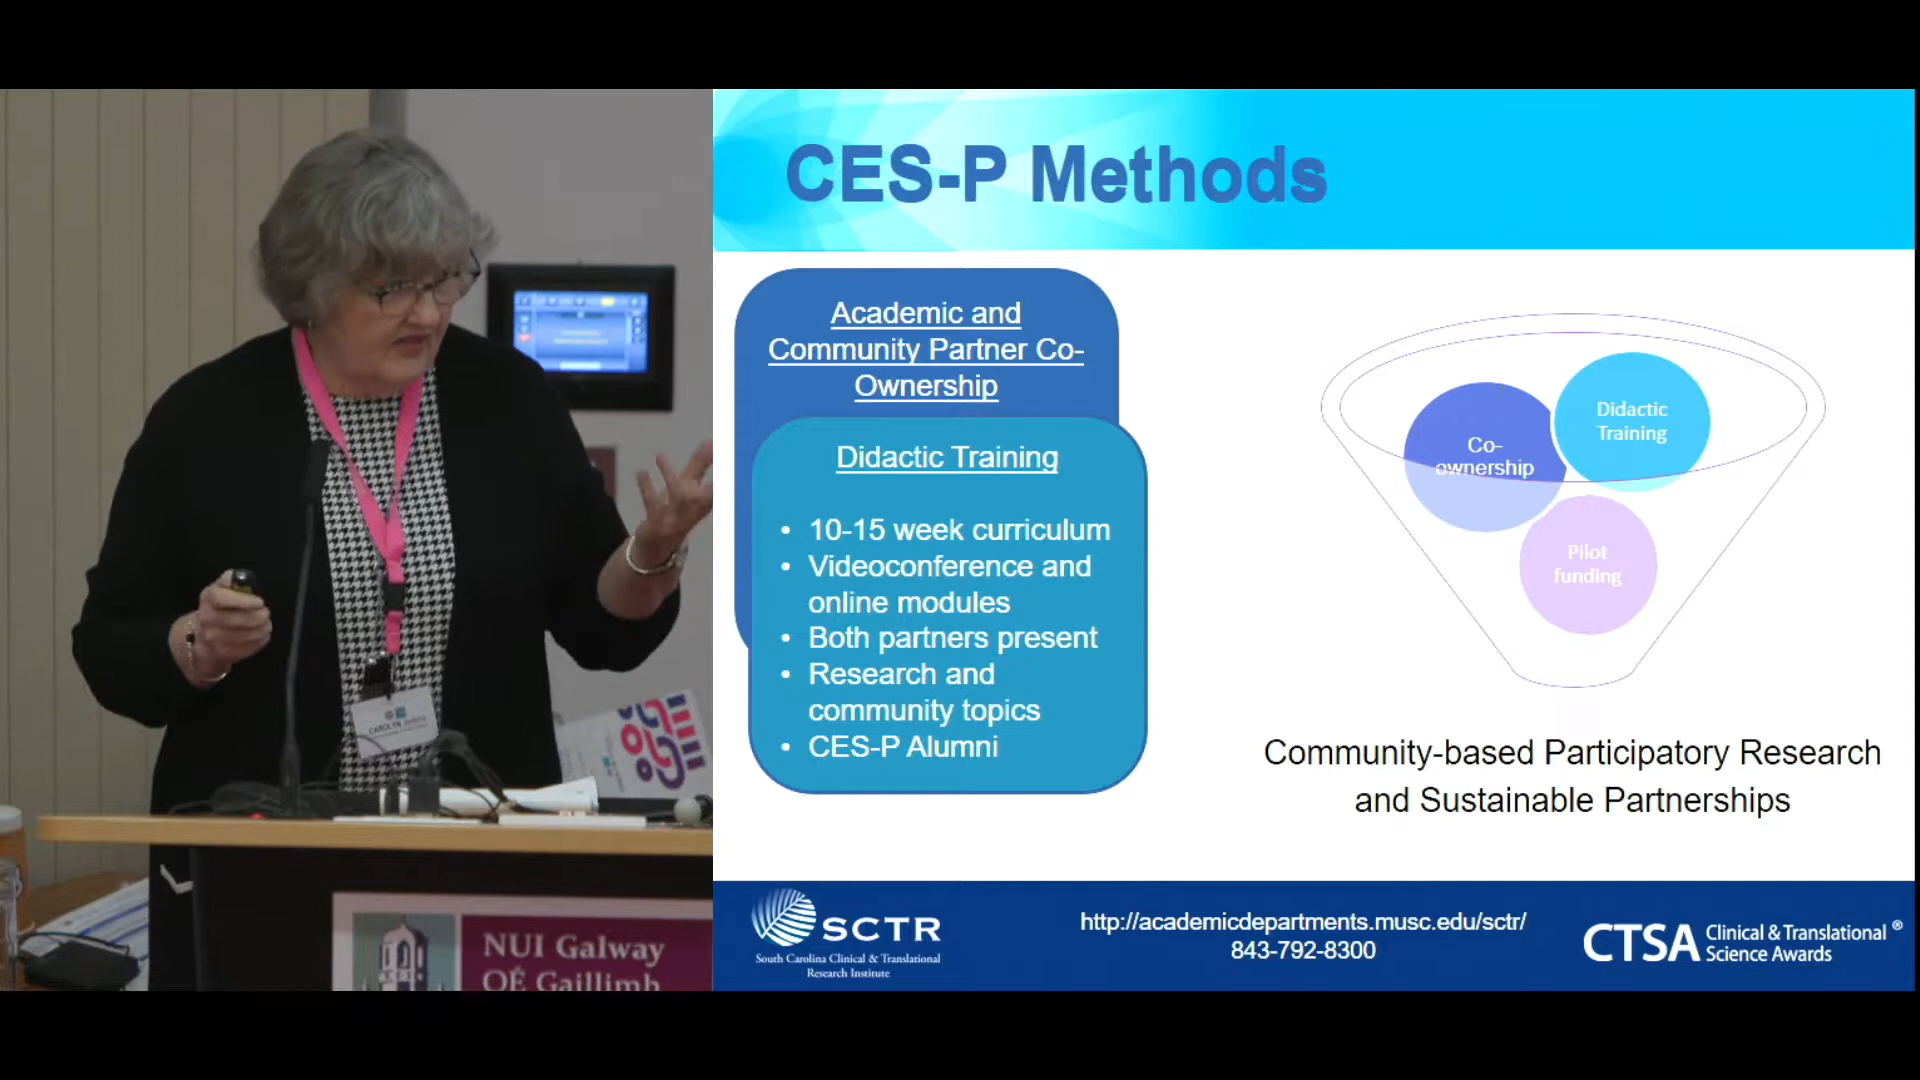 CES-P Methods
Academic and
Community Partner Co-
Ownership
Didactic Training
• 10-15 week curriculum
• Videoconference and
online modules
• Both partners present
• Research and
community topics
• CES-P Alumni
Co-
ownership
Didactic
Training
Pilot
funding
Community-based Participatory Research
and Sustainable Partnerships
SCTR
South Carolina Clinical & Translational
Research Institute
http://academicdepartments.musc.edu/sctr/
843-792-8300
CTSA Clinical & Translational ®
Science Awards
CAROLYN
NUI Galway
OÉ Gaillimh